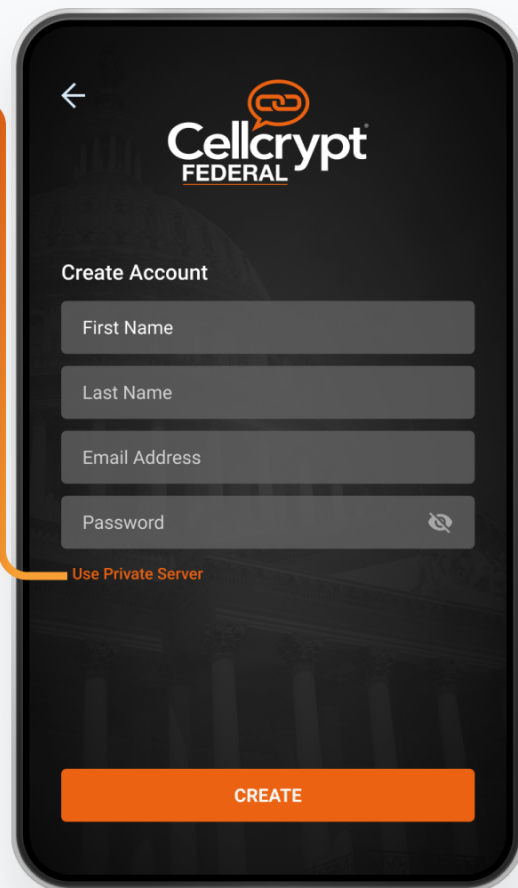 Cellcrypt
FEDERAL
Create Account
First Name
Last Name
Email Address
Password
Use Private Server
CREATE